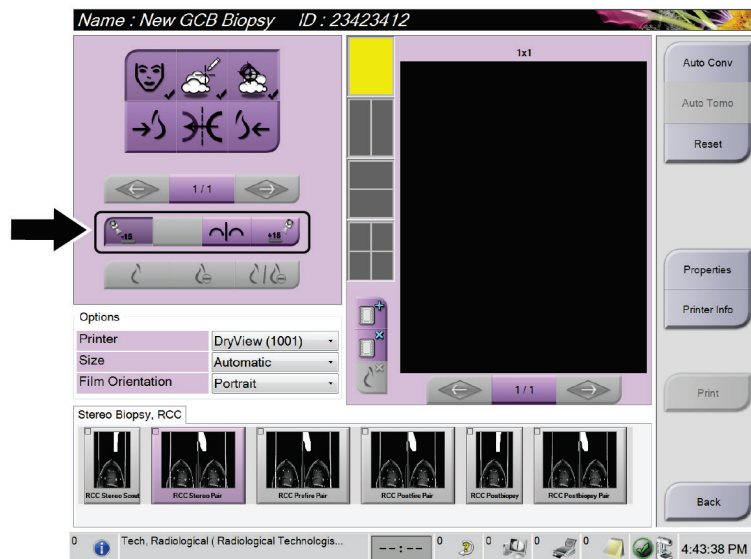 Name : New GCB Biopsy ID : 23423412
1x1
Auto Conv
Auto Tomo
Reset
1/1
-15
+15
Properties
Printer Info
Options
Printer DryView (1001)
Size Automatic
Film Orientation Portrait
1/1
Print
Stereo Biopsy, RCC
RCC Stereo Scout
RCC Stereo Pair
RCC Prefire Pair
RCC Postfire Pair
RCC Postbiopsy
RCC Postbiopsy Pair
Back
0 Tech, Radiological ( Radiological Technologis... --:-- 0 0 0 4:43:38 PM